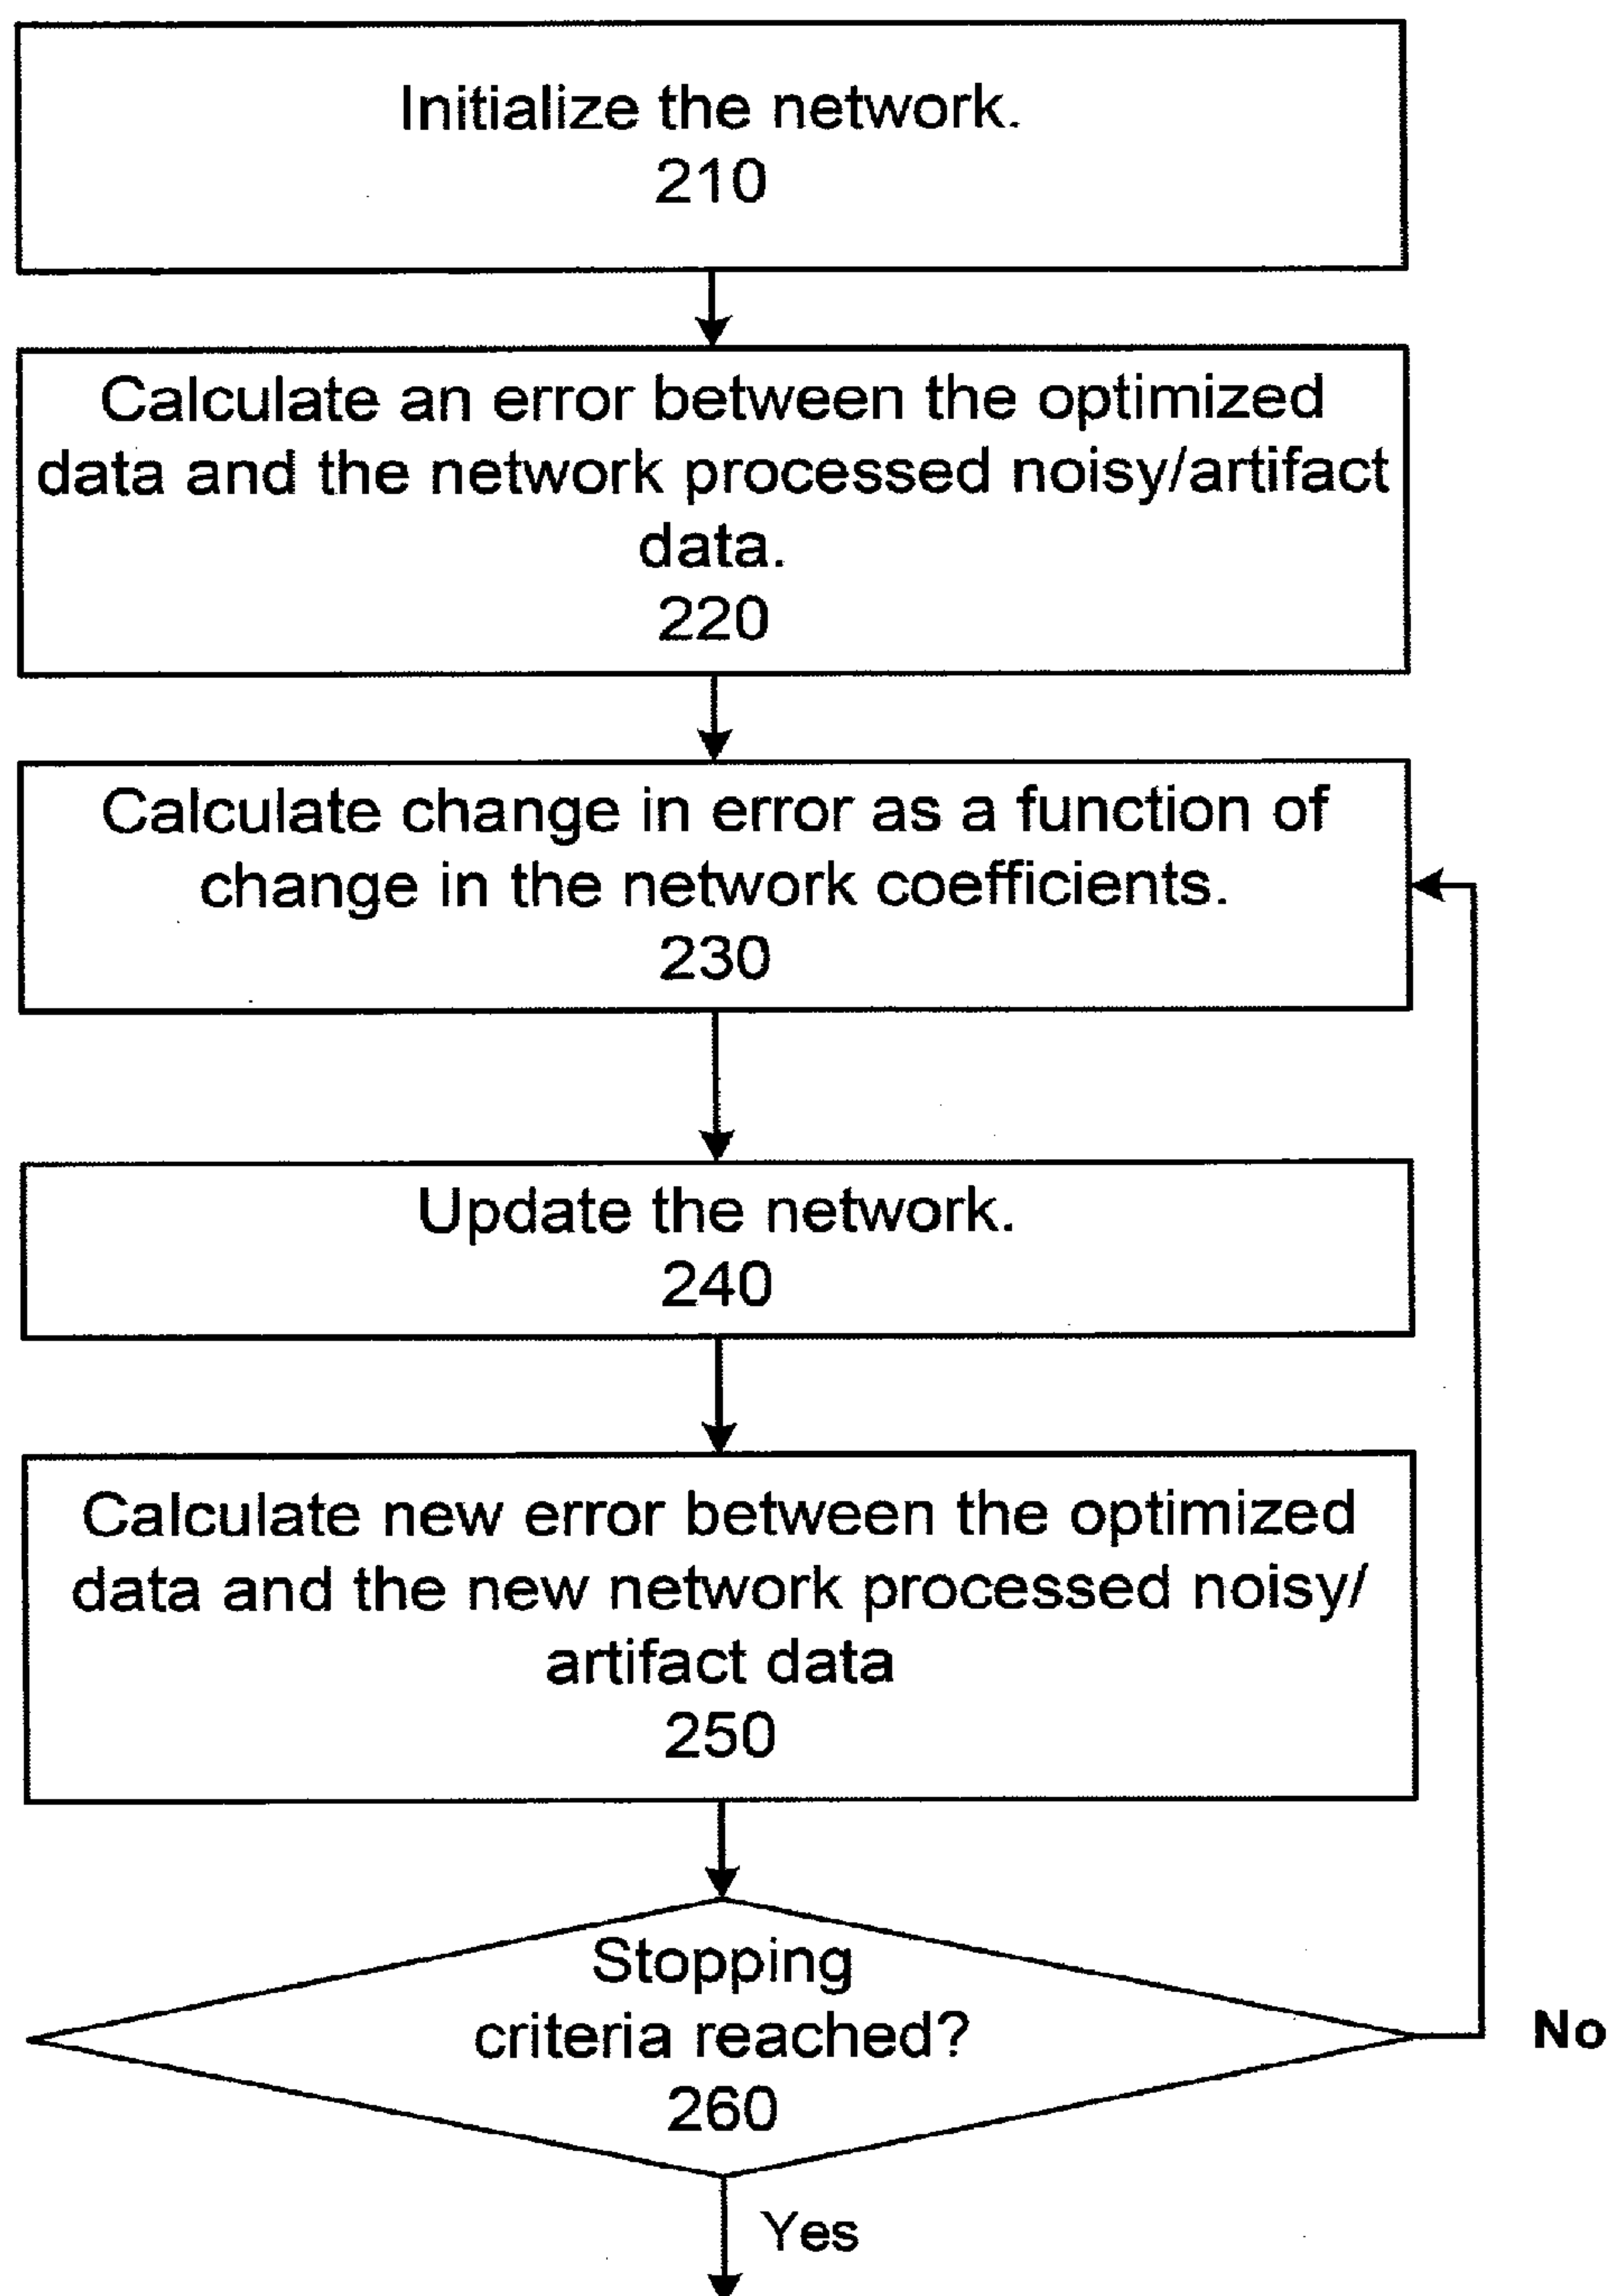 Initialize the network.
210
Calculate an error between the optimized
data and the network processed noisy/artifact
data.
220
Calculate change in error as a function of
change in the network coefficients.
230
Update the network.
240
Calculate new error between the optimized
data and the new network processed noisy/
artifact data
250
Stopping
criteria reached?
260
No
Yes